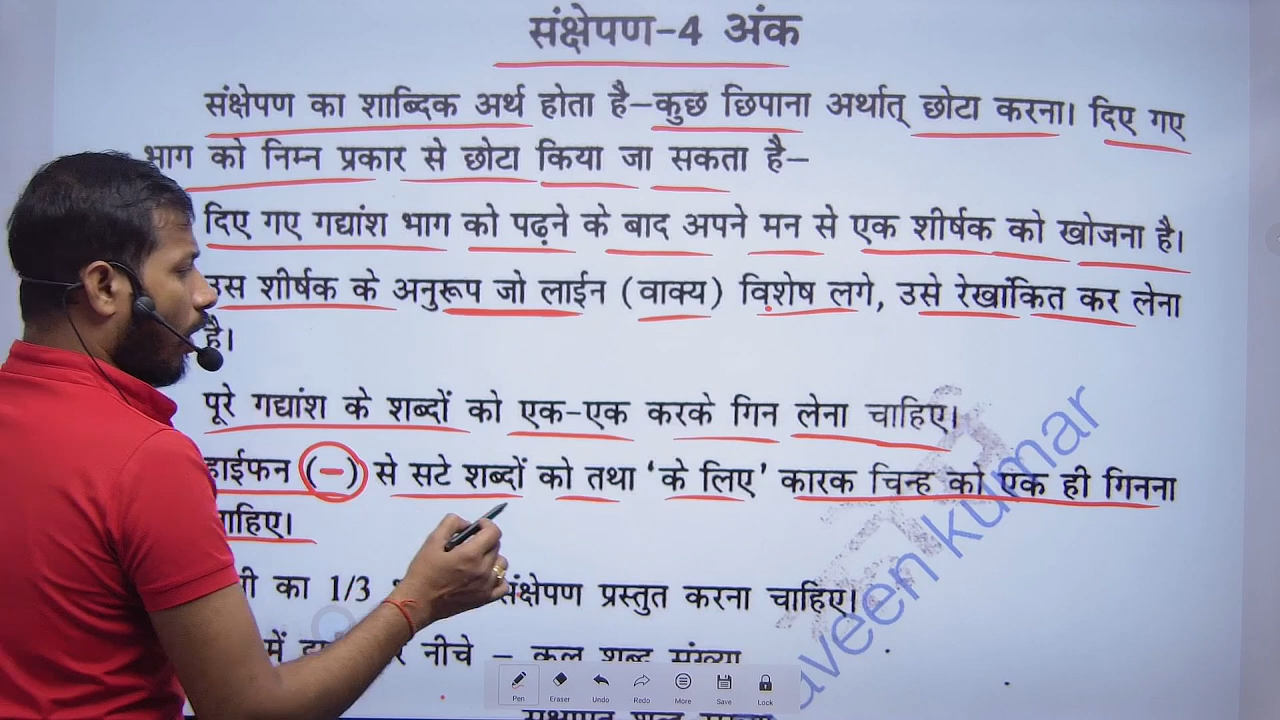 संक्षेपण-4 अंक
संक्षेपण का शाब्दिक अर्थ होता है–कुछ छिपाना अर्थात् छोटा करना। दिए गए
भाग को निम्न प्रकार से छोटा किया जा सकता है–
दिए गए गद्यांश भाग को पढ़ने के बाद अपने मन से एक शीर्षक को खोजना है।
उस शीर्षक के अनुरूप जो लाईन (वाक्य) विशेष लगे, उसे रेखांकित कर लेना
है।
पूरे गद्यांश के शब्दों को एक-एक करके गिन लेना चाहिए।
हाईफन (–) से सटे शब्दों को तथा ‘के लिए’ कारक चिन्ह को एक ही गिनना
का 1/3 संक्षेपण प्रस्तुत करना चाहिए।
में नीचे – कुल शब्द संख्या
kumar
Pen Eraser Undo Redo More Save Lock